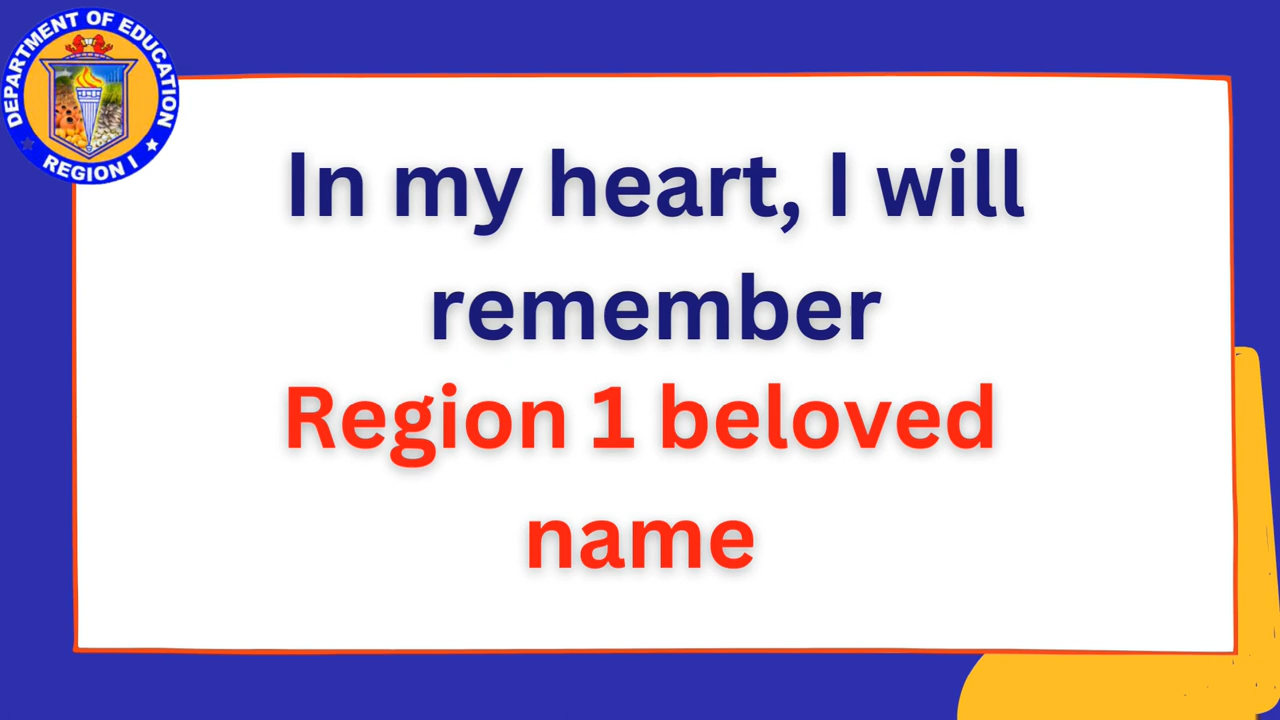 DEPARTMENT OF EDUCATION
REGION I
In my heart, I will
remember
Region 1 beloved
name